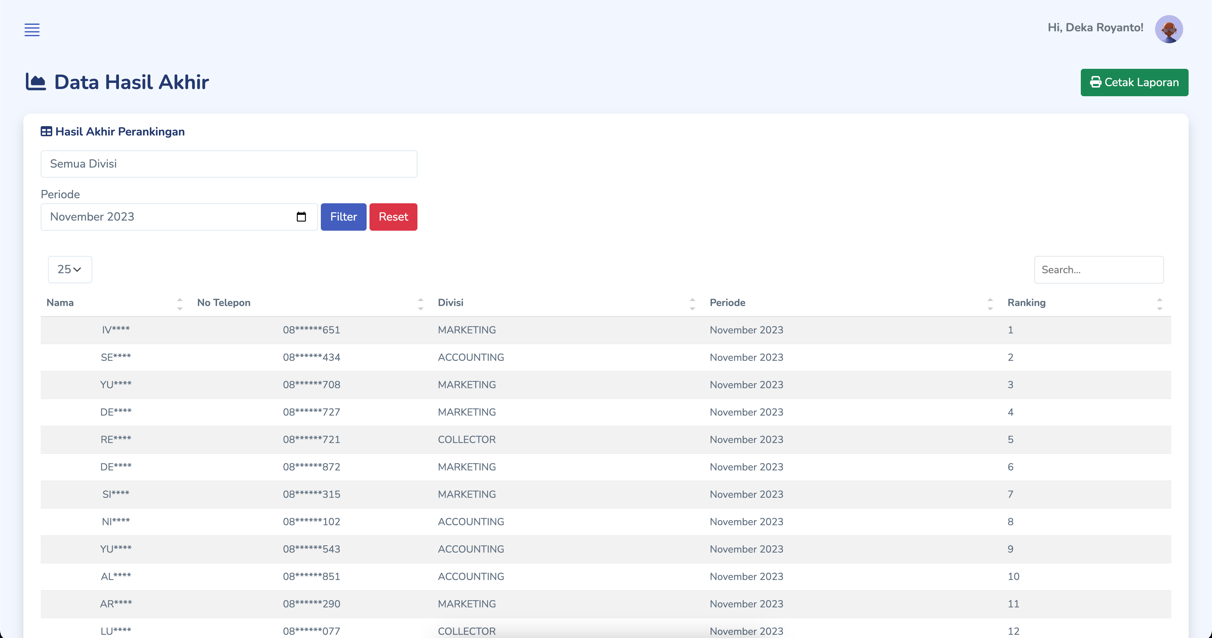 Hi, Deka Royanto!
Data Hasil Akhir
Cetak Laporan
Hasil Akhir Perankingan
Semua Divisi
Periode
November 2023
Filter
Reset
25
Search...
Nama No Telepon Divisi Periode Ranking
IV**** 08******651 MARKETING November 2023 1
SE**** 08******434 ACCOUNTING November 2023 2
YU**** 08******708 MARKETING November 2023 3
DE**** 08******727 MARKETING November 2023 4
RE**** 08******721 COLLECTOR November 2023 5
DE**** 08******872 MARKETING November 2023 6
SI**** 08******315 MARKETING November 2023 7
NI**** 08******102 ACCOUNTING November 2023 8
YU**** 08******543 ACCOUNTING November 2023 9
AL**** 08******851 ACCOUNTING November 2023 10
AR**** 08******290 MARKETING November 2023 11
LU**** 08******077 COLLECTOR November 2023 12